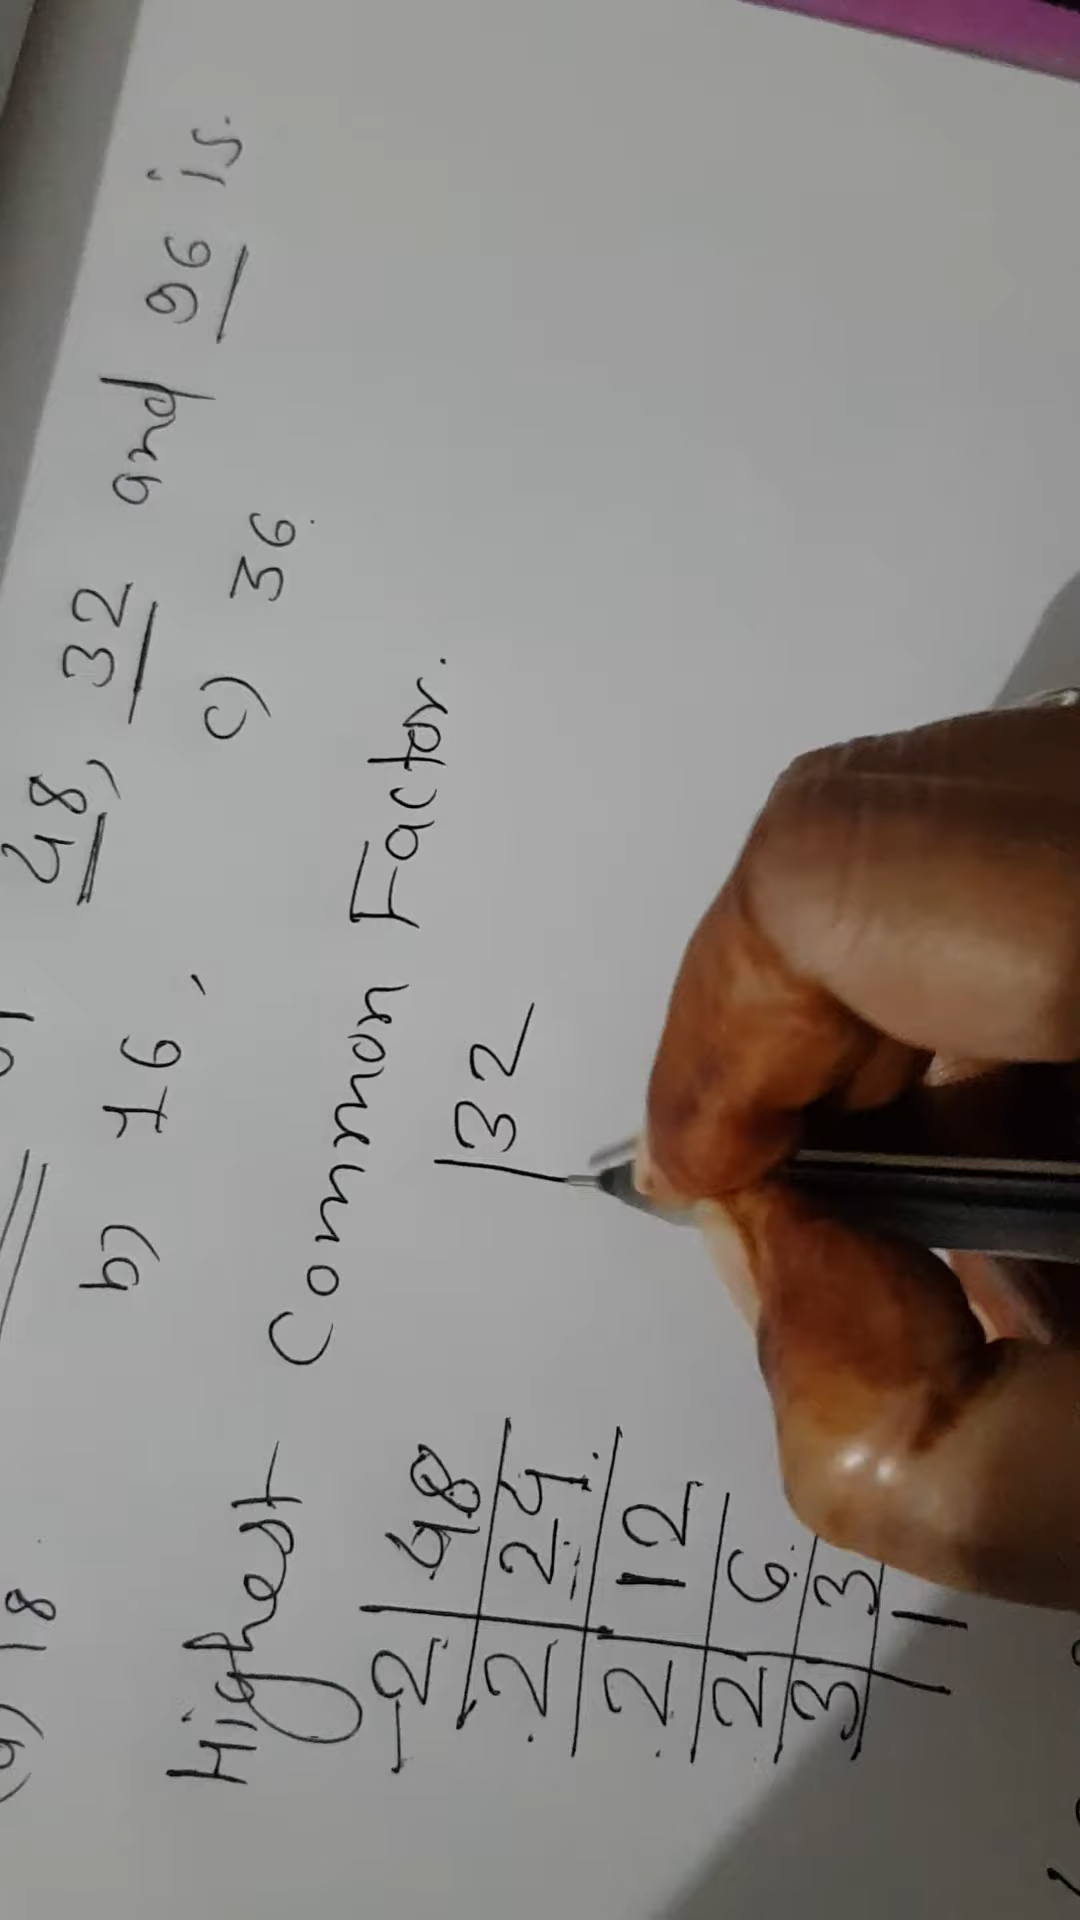 48, 32 and 96 is.
a) 18 b) 16, c) 36.
Highest Common Factor.
2 48 32
2 24
2 12
2 6
3 3
1